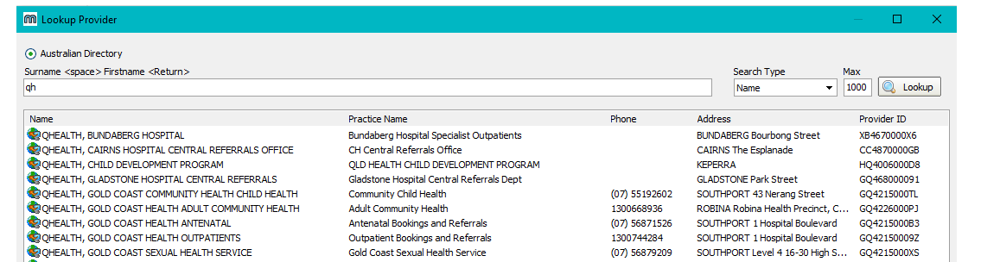 Lookup Provider
Australian Directory
Surname <space> Firstname <Return> Search Type Max
qh Name 1000 Lookup
Name Practice Name Phone Address Provider ID
QHEALTH, BUNDABERG HOSPITAL Bundaberg Hospital Specialist Outpatients BUNDABERG Bourbong Street XB4670000X6
QHEALTH, CAIRNS HOSPITAL CENTRAL REFERRALS OFFICE CH Central Referrals Office CAIRNS The Esplanade CC4870000GB
QHEALTH, CHILD DEVELOPMENT PROGRAM QLD HEALTH CHILD DEVELOPMENT PROGRAM KEPERRA HQ4006000D8
QHEALTH, GLADSTONE HOSPITAL CENTRAL REFERRALS Gladstone Hospital Central Referrals Dept GLADSTONE Park Street GQ468000091
QHEALTH, GOLD COAST COMMUNITY HEALTH CHILD HEALTH Community Child Health (07) 55192602 SOUTHPORT 43 Nerang Street GQ4215000TL
QHEALTH, GOLD COAST HEALTH ADULT COMMUNITY HEALTH Adult Community Health 1300668936 ROBINA Robina Health Precinct, C... GQ4226000PJ
QHEALTH, GOLD COAST HEALTH ANTENATAL Antenatal Bookings and Referrals (07) 56871526 SOUTHPORT 1 Hospital Boulevard GQ4215000B3
QHEALTH, GOLD COAST HEALTH OUTPATIENTS Outpatient Bookings and Referrals 1300744284 SOUTHPORT 1 Hospital Boulevard GQ42150009Z
QHEALTH, GOLD COAST SEXUAL HEALTH SERVICE Gold Coast Sexual Health Service (07) 56879209 SOUTHPORT Level 4 16-30 High S... GQ4215000XS